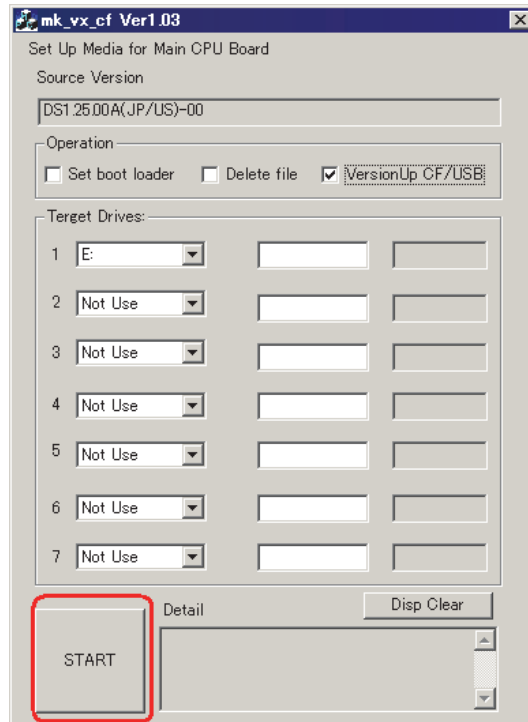 mk_vx_cf Ver1.03
Set Up Media for Main CPU Board
Source Version
DS1.25.00A(JP/US)-00
Operation
Set boot loader Delete file VersionUp CF/USB
Terget Drives:
1 E:
2 Not Use
3 Not Use
4 Not Use
5 Not Use
6 Not Use
7 Not Use
Detail Disp Clear
START